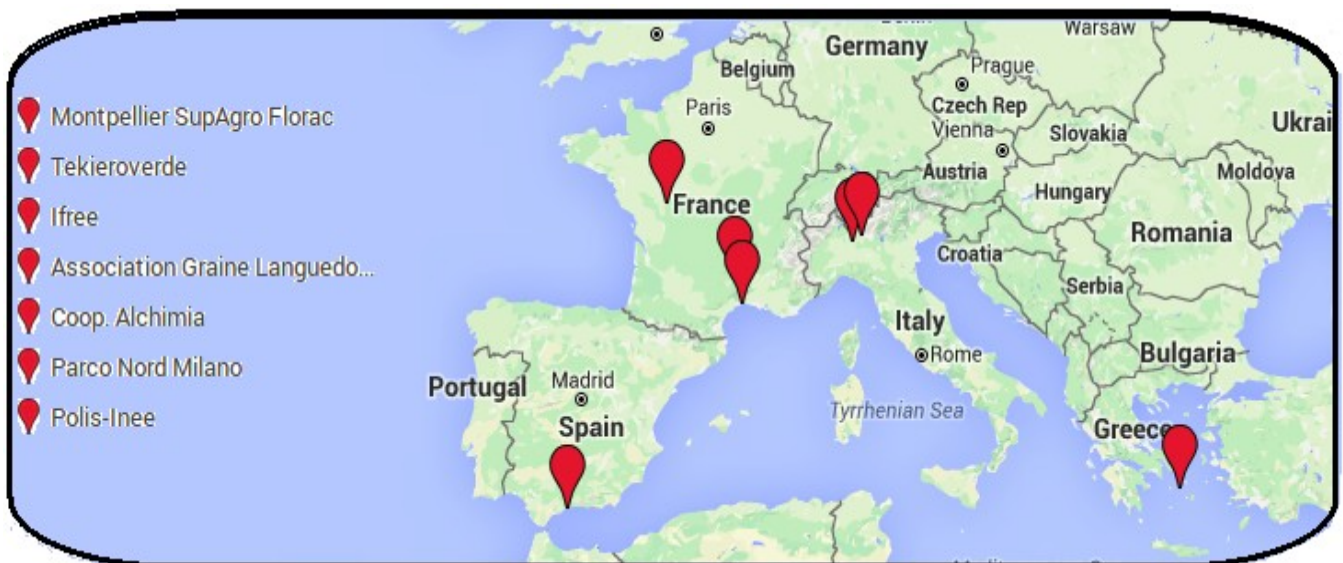 Montpellier SupAgro Florac
Tekieroverde
Ifree
Association Graine Languedo...
Coop. Alchimia
Parco Nord Milano
Polis-Inee
Warsaw
Germany
Belgium
Prague
Paris
Czech Rep
Ukrai
Vienna
Slovakia
Austria
Moldova
Hungary
France
Romania
Croatia
Serbia
Italy
Rome
Bulgaria
Portugal
Madrid
Tyrrhenian Sea
Spain
Greece